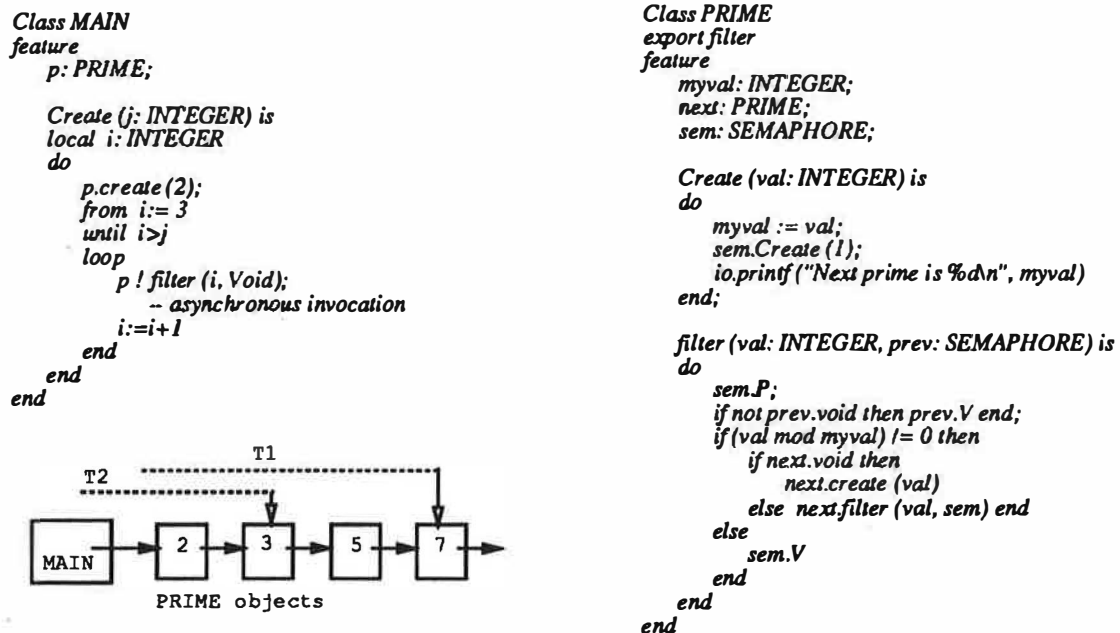 Class MAIN
feature
p: PRIME;
Create (j: INTEGER) is
local i: INTEGER
do
p.create (2);
from i:= 3
until i>j
loop
p ! filter (i, Void);
-- asynchronous invocation
i:=i+1
end
end
end
T1
T2
MAIN
2
3
5
7
PRIME objects
Class PRIME
export filter
feature
myval: INTEGER;
next: PRIME;
sem: SEMAPHORE;
Create (val: INTEGER) is
do
myval := val;
sem.Create (1);
io.printf ("Next prime is %d\n", myval)
end;
filter (val: INTEGER, prev: SEMAPHORE) is
do
sem.P;
if not prev.void then prev.V end;
if (val mod myval) /= 0 then
if next.void then
next.create (val)
else next.filter (val, sem) end
else
sem.V
end
end
end